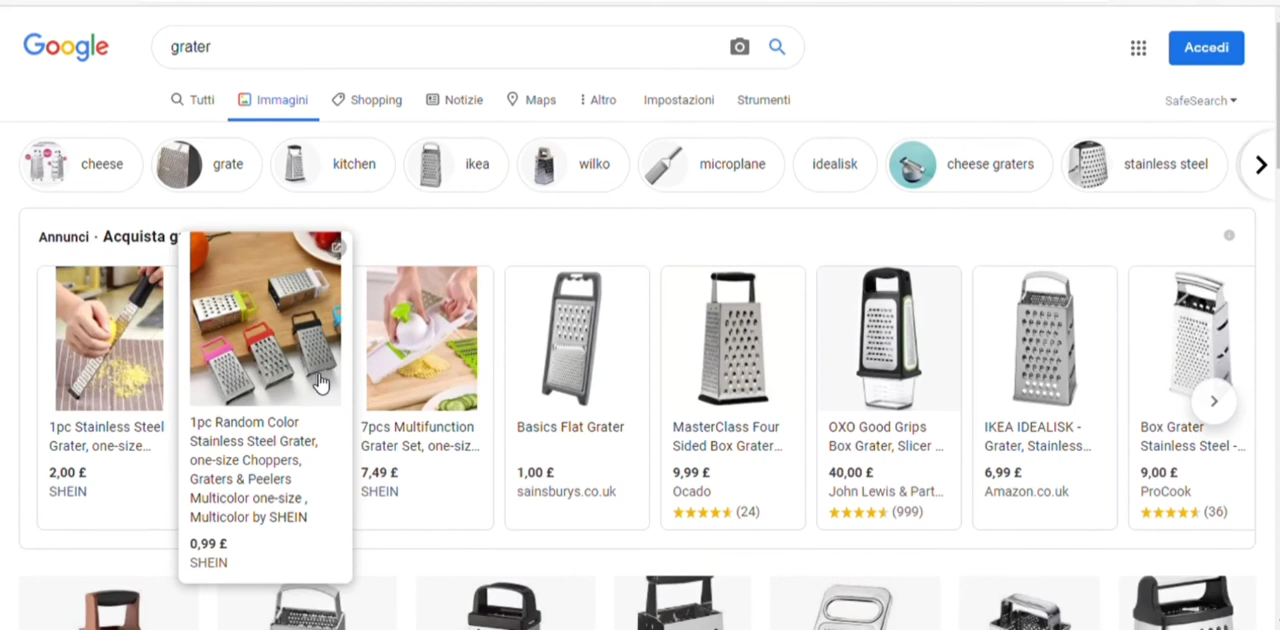 Google
grater
Accedi
Tutti
Immagini
Shopping
Notizie
Maps
Altro
Impostazioni
Strumenti
SafeSearch
cheese
grate
kitchen
ikea
wilko
microplane
idealisk
cheese graters
stainless steel
Annunci · Acquista g
1pc Stainless Steel
Grater, one-size...
2,00 £
SHEIN
1pc Random Color
Stainless Steel Grater,
one-size Choppers,
Graters & Peelers
Multicolor one-size ,
Multicolor by SHEIN
0,99 £
SHEIN
7pcs Multifunction
Grater Set, one-siz...
7,49 £
SHEIN
Basics Flat Grater
1,00 £
sainsburys.co.uk
MasterClass Four
Sided Box Grater...
9,99 £
Ocado
(24)
OXO Good Grips
Box Grater, Slicer ...
40,00 £
John Lewis & Part...
(999)
IKEA IDEALISK -
Grater, Stainless...
6,99 £
Amazon.co.uk
Box Grater
Stainless Steel -...
9,00 £
ProCook
(36)